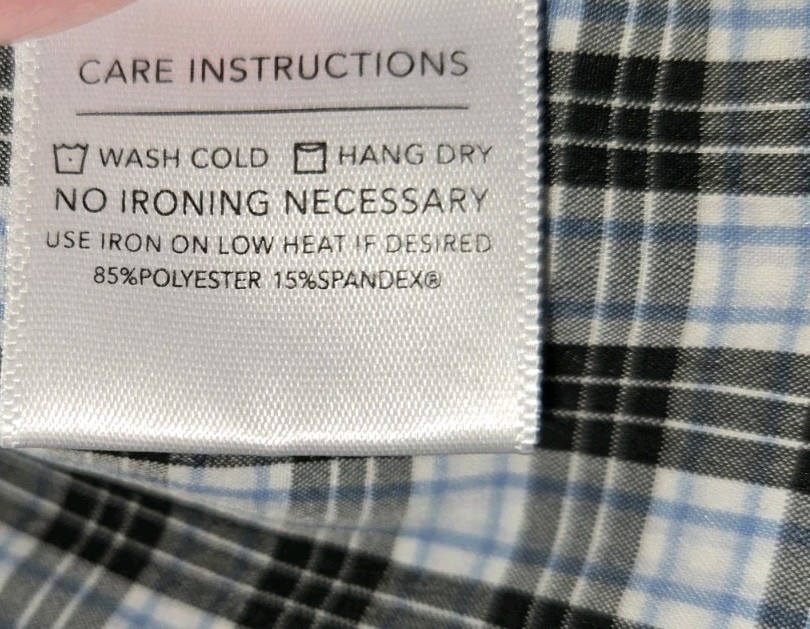 CARE INSTRUCTIONS
WASH COLD HANG DRY
NO IRONING NECESSARY
USE IRON ON LOW HEAT IF DESIRED
85%POLYESTER 15%SPANDEX®